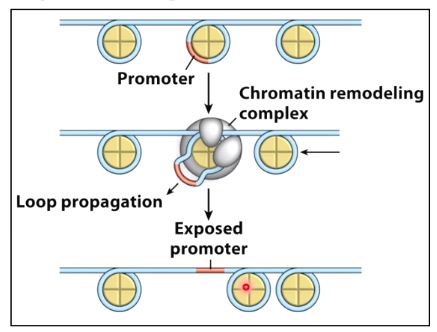 Promoter
Chromatin remodeling
complex
Loop propagation
Exposed
promoter